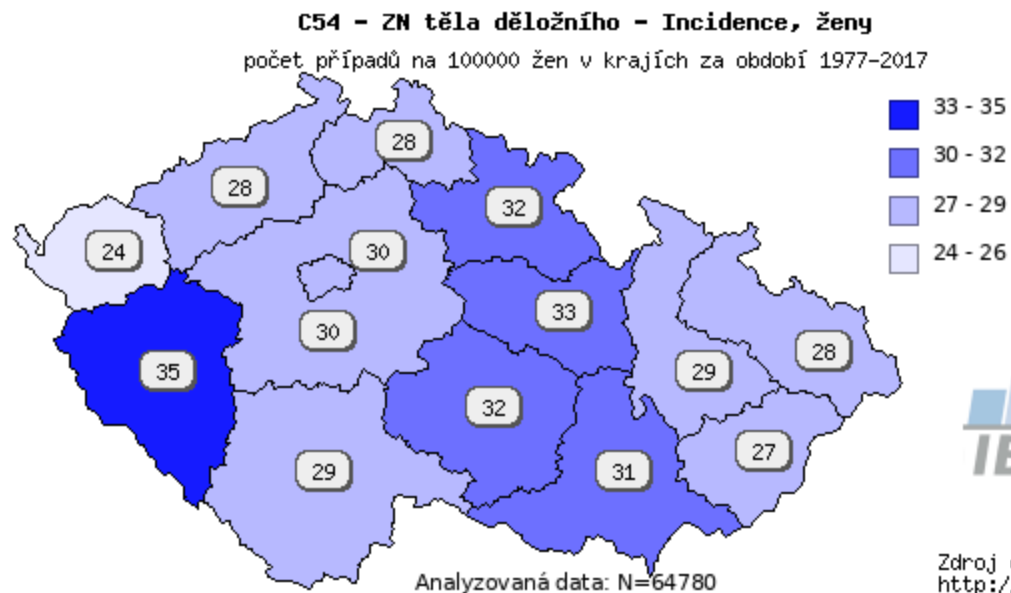 C54 - ZN těla děložního - Incidence, ženy
počet případů na 100000 žen v krajích za období 1977-2017
33 - 35
30 - 32
27 - 29
24 - 26
28
28
32
24
30
33
30
28
35
29
32
27
29
31
Analyzovaná data: N=64780
Zdroj
http:/